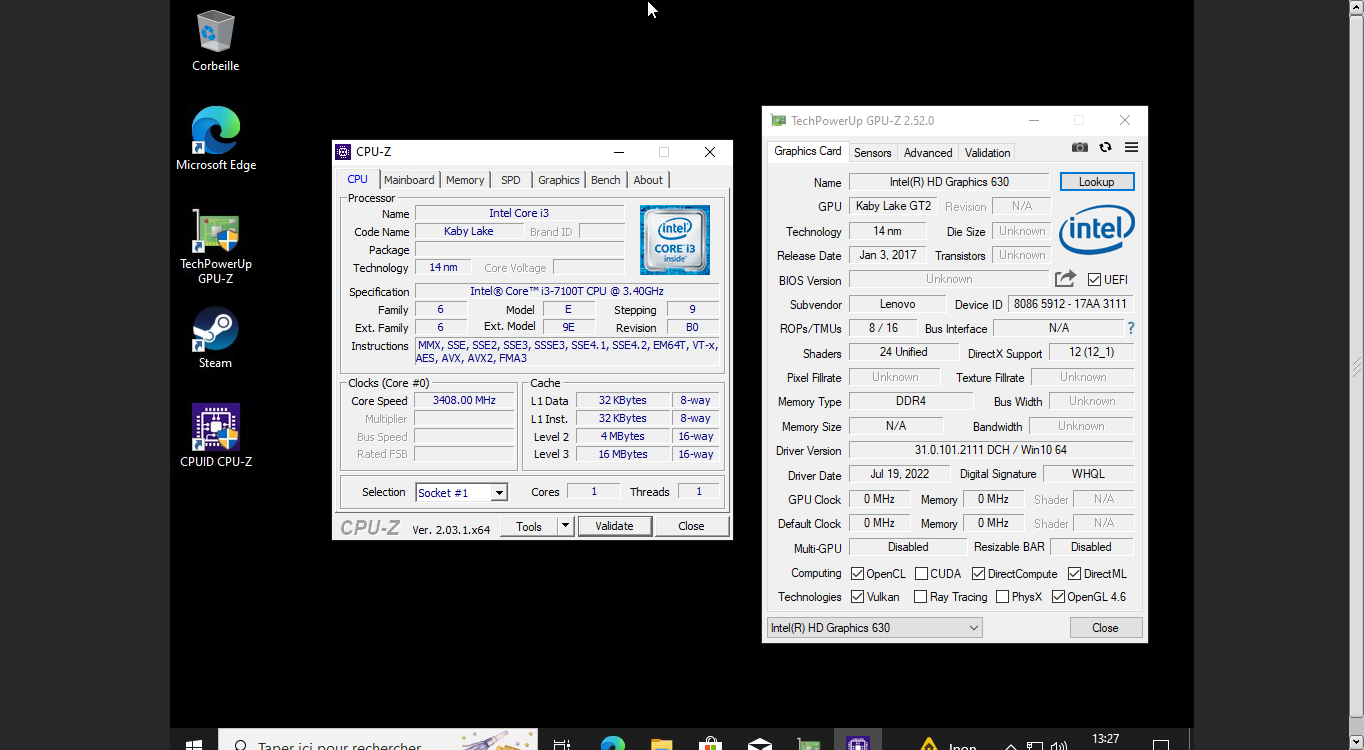 Corbeille
Microsoft Edge
TechPowerUp
GPU-Z
Steam
CPUID CPU-Z
CPU-Z
CPU Mainboard Memory SPD Graphics Bench About
Processor
Name Intel Core i3
Code Name Kaby Lake Brand ID
Package
Technology 14 nm Core Voltage
intel
CORE i3
inside™
Specification Intel® Core™ i3-7100T CPU @ 3.40GHz
Family 6 Model E Stepping 9
Ext. Family 6 Ext. Model 9E Revision B0
Instructions MMX, SSE, SSE2, SSE3, SSSE3, SSE4.1, SSE4.2, EM64T, VT-x,
AES, AVX, AVX2, FMA3
Clocks (Core #0)
Core Speed 3408.00 MHz
Multiplier
Bus Speed
Rated FSB
Cache
L1 Data 32 KBytes 8-way
L1 Inst. 32 KBytes 8-way
Level 2 4 MBytes 16-way
Level 3 16 MBytes 16-way
Selection Socket #1 Cores 1 Threads 1
CPU-Z Ver. 2.03.1.x64 Tools Validate Close
TechPowerUp GPU-Z 2.52.0
Graphics Card Sensors Advanced Validation
Name Intel(R) HD Graphics 630 Lookup
GPU Kaby Lake GT2 Revision N/A
intel
Technology 14 nm Die Size Unknown
Release Date Jan 3, 2017 Transistors Unknown
BIOS Version Unknown UEFI
Subvendor Lenovo Device ID 8086 5912 - 17AA 3111
ROPs/TMUs 8 / 16 Bus Interface N/A ?
Shaders 24 Unified DirectX Support 12 (12_1)
Pixel Fillrate Unknown Texture Fillrate Unknown
Memory Type DDR4 Bus Width Unknown
Memory Size N/A Bandwidth Unknown
Driver Version 31.0.101.2111 DCH / Win10 64
Driver Date Jul 19, 2022 Digital Signature WHQL
GPU Clock 0 MHz Memory 0 MHz Shader N/A
Default Clock 0 MHz Memory 0 MHz Shader N/A
Multi-GPU Disabled Resizable BAR Disabled
Computing OpenCL CUDA DirectCompute DirectML
Technologies Vulkan Ray Tracing PhysX OpenGL 4.6
Intel(R) HD Graphics 630 Close
Taper ici pour rechercher
Inon
13:27